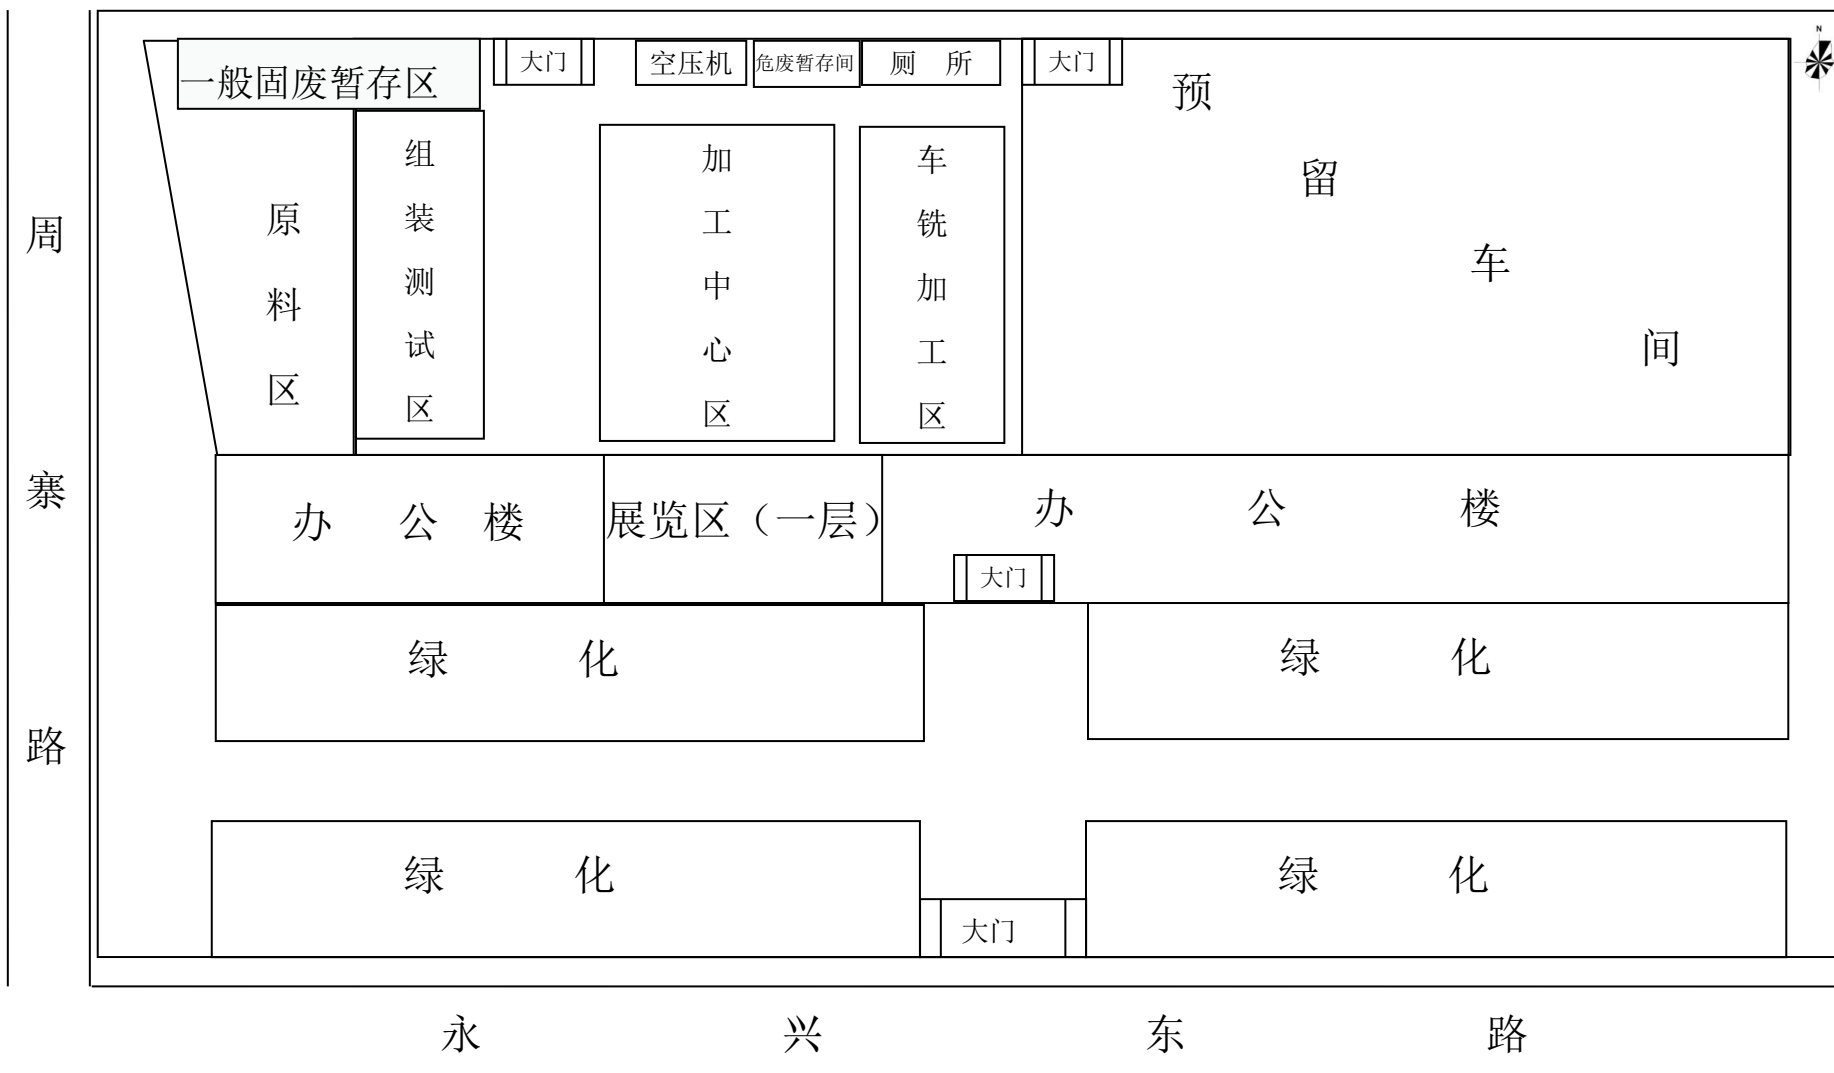 N
一般固废暂存区
大门
空压机
危废暂存间
厕 所
大门
预留车间
原料区
组装测试区
加工中心区
车铣加工区
周寨路
办 公 楼
展览区（一层）
办 公 楼
大门
绿 化
绿 化
绿 化
绿 化
大门
永 兴 东 路